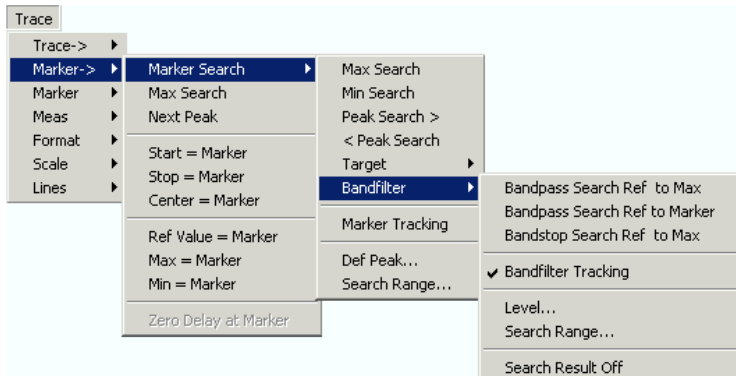 Trace
Trace->
Marker->
Marker
Meas
Format
Scale
Lines
Marker Search
Max Search
Next Peak
Start = Marker
Stop = Marker
Center = Marker
Ref Value = Marker
Max = Marker
Min = Marker
Zero Delay at Marker
Max Search
Min Search
Peak Search >
< Peak Search
Target
Bandfilter
Marker Tracking
Def Peak...
Search Range...
Bandpass Search Ref to Max
Bandpass Search Ref to Marker
Bandstop Search Ref to Max
Bandfilter Tracking
Level...
Search Range...
Search Result Off